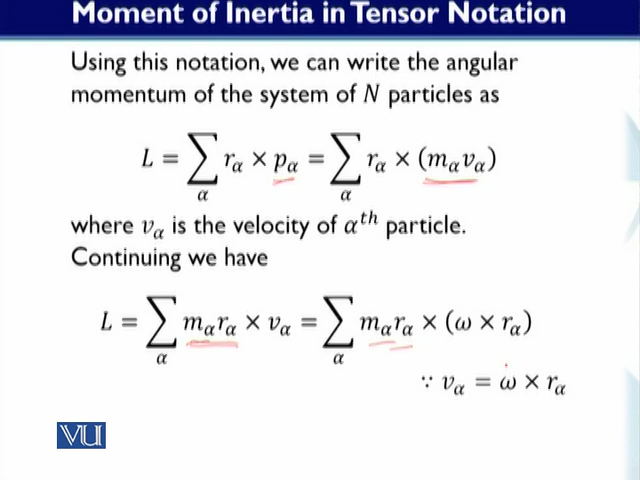 Moment of Inertia in Tensor Notation
Using this notation, we can write the angular
momentum of the system of N particles as
L = ∑_α r_α × p_α = ∑_α r_α × (m_α v_α)
where v_α is the velocity of α^th particle.
Continuing we have
L = ∑_α m_α r_α × v_α = ∑_α m_α r_α × (ω × r_α)
∵ v_α = ω × r_α
VU